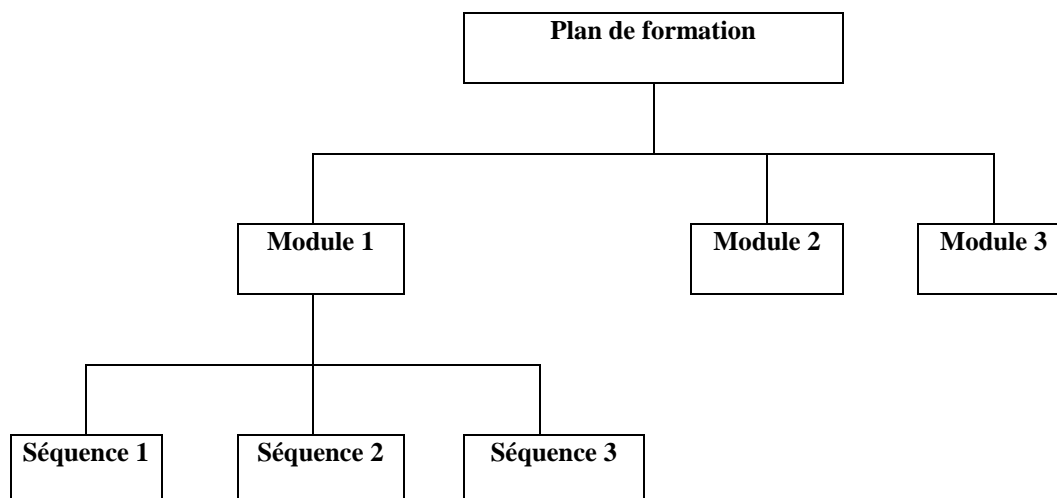 Plan de formation
Module 1
Module 2
Module 3
Séquence 1
Séquence 2
Séquence 3